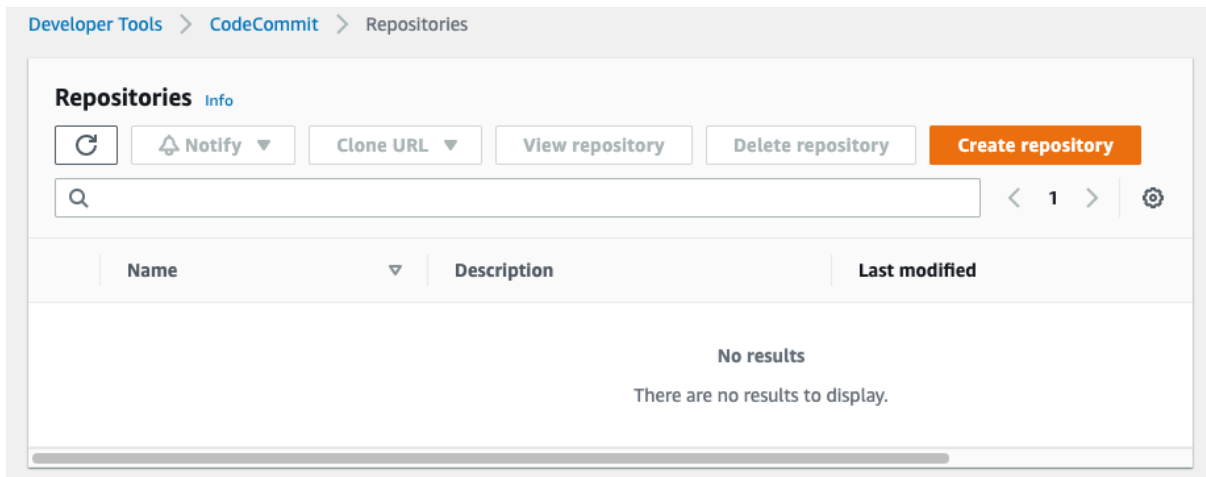 Developer Tools > CodeCommit > Repositories
Repositories Info
Notify ▼ Clone URL ▼ View repository Delete repository Create repository
< 1 >
Name ▽ Description Last modified
No results
There are no results to display.